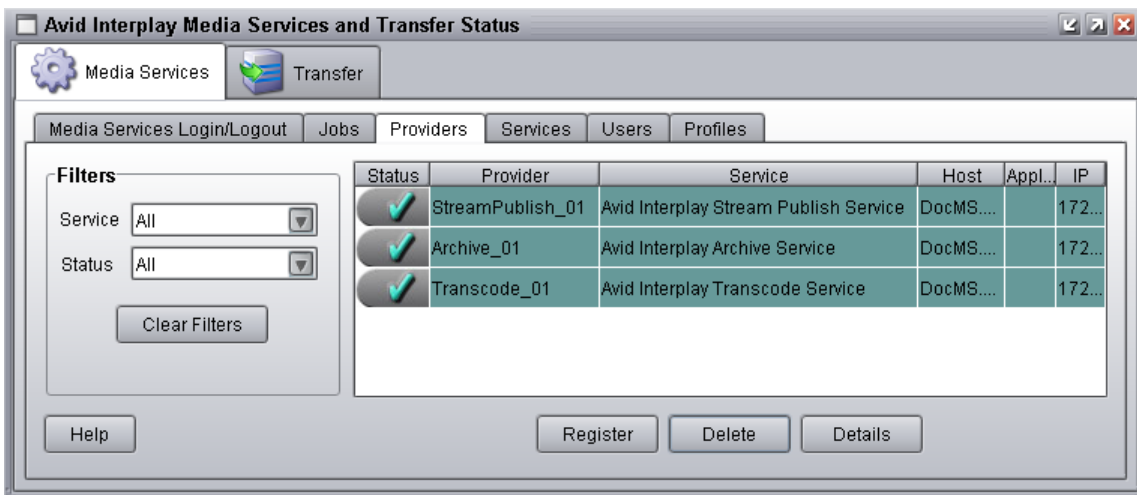 Avid Interplay Media Services and Transfer Status
Media Services Transfer
Media Services Login/Logout Jobs Providers Services Users Profiles
Filters
Service All
Status All
Clear Filters
Status Provider Service Host Appl... IP
StreamPublish_01 Avid Interplay Stream Publish Service DocMS.... 172...
Archive_01 Avid Interplay Archive Service DocMS.... 172...
Transcode_01 Avid Interplay Transcode Service DocMS.... 172...
Help Register Delete Details